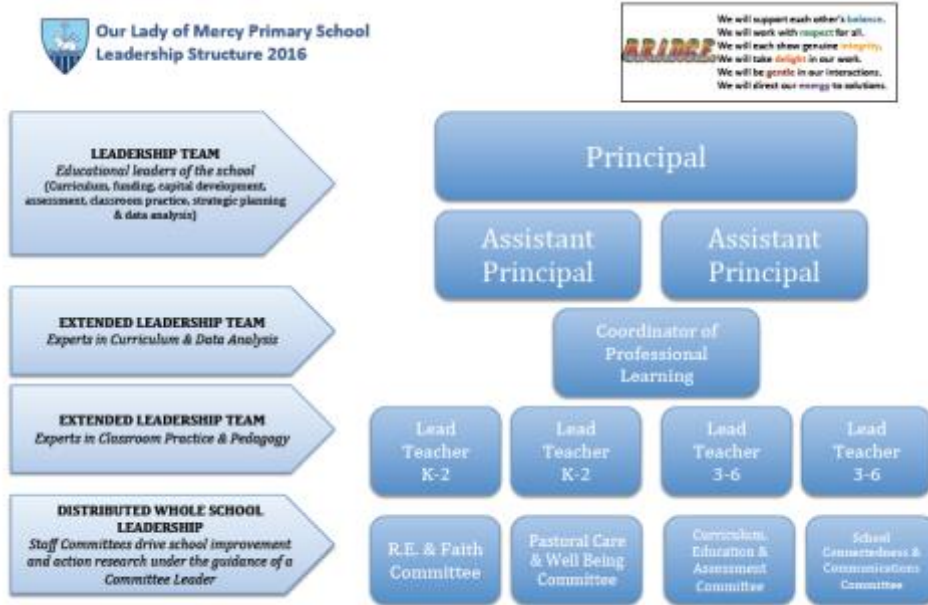 Our Lady of Mercy Primary School
Leadership Structure 2016
BRIDGE
We will support each other's balance.
We will work with respect for all.
We will each show genuine integrity.
We will take delight in our work.
We will be gentle in our interactions.
We will direct our energy to solutions.
LEADERSHIP TEAM
Educational leaders of the school
(Curriculum, funding, capital development,
assessment, classroom practice, strategic planning
& data analysis)
Principal
Assistant
Principal
Assistant
Principal
EXTENDED LEADERSHIP TEAM
Experts in Curriculum & Data Analysis
Coordinator of
Professional
Learning
EXTENDED LEADERSHIP TEAM
Experts in Classroom Practice & Pedagogy
Lead
Teacher
K-2
Lead
Teacher
K-2
Lead
Teacher
3-6
Lead
Teacher
3-6
DISTRIBUTED WHOLE SCHOOL
LEADERSHIP
Staff Committees drive school improvement
and action research under the guidance of a
Committee Leader
R.E. & Faith
Committee
Pastoral Care
& Well Being
Committee
Curriculum,
Education &
Assessment
Committee
School
Connectedness &
Communications
Committee